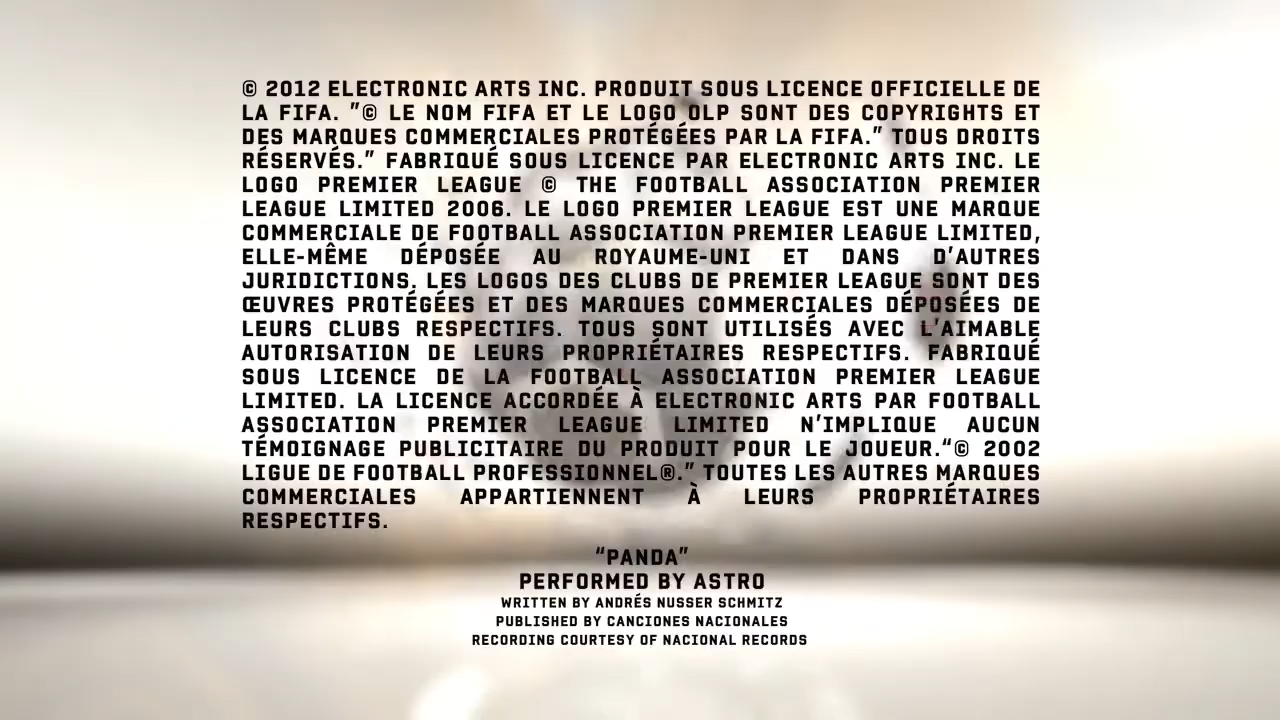 © 2012 ELECTRONIC ARTS INC. PRODUIT SOUS LICENCE OFFICIELLE DE
LA FIFA. "© LE NOM FIFA ET LE LOGO OLP SONT DES COPYRIGHTS ET
DES MARQUES COMMERCIALES PROTÉGÉES PAR LA FIFA." TOUS DROITS
RÉSERVÉS." FABRIQUÉ SOUS LICENCE PAR ELECTRONIC ARTS INC. LE
LOGO PREMIER LEAGUE © THE FOOTBALL ASSOCIATION PREMIER
LEAGUE LIMITED 2006. LE LOGO PREMIER LEAGUE EST UNE MARQUE
COMMERCIALE DE FOOTBALL ASSOCIATION PREMIER LEAGUE LIMITED,
ELLE-MÊME DÉPOSÉE AU ROYAUME-UNI ET DANS D'AUTRES
JURIDICTIONS. LES LOGOS DES CLUBS DE PREMIER LEAGUE SONT DES
ŒUVRES PROTÉGÉES ET DES MARQUES COMMERCIALES DÉPOSÉES DE
LEURS CLUBS RESPECTIFS. TOUS SONT UTILISÉS AVEC L'AIMABLE
AUTORISATION DE LEURS PROPRIÉTAIRES RESPECTIFS. FABRIQUÉ
SOUS LICENCE DE LA FOOTBALL ASSOCIATION PREMIER LEAGUE
LIMITED. LA LICENCE ACCORDÉE À ELECTRONIC ARTS PAR FOOTBALL
ASSOCIATION PREMIER LEAGUE LIMITED N'IMPLIQUE AUCUN
TÉMOIGNAGE PUBLICITAIRE DU PRODUIT POUR LE JOUEUR.“© 2002
LIGUE DE FOOTBALL PROFESSIONNEL®.” TOUTES LES AUTRES MARQUES
COMMERCIALES APPARTIENNENT À LEURS PROPRIÉTAIRES
RESPECTIFS.
“PANDA”
PERFORMED BY ASTRO
WRITTEN BY ANDRÉS NUSSER SCHMITZ
PUBLISHED BY CANCIONES NACIONALES
RECORDING COURTESY OF NACIONAL RECORDS